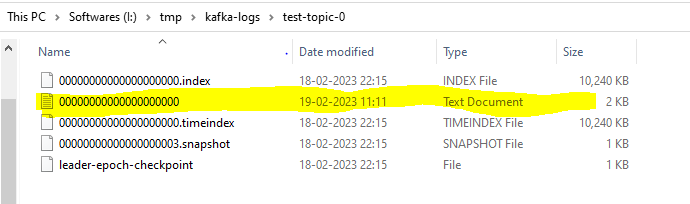 This PC > Softwares (I:) > tmp > kafka-logs > test-topic-0
Name Date modified Type Size
00000000000000000000.index 18-02-2023 22:15 INDEX File 10,240 KB
00000000000000000000 19-02-2023 11:11 Text Document 2 KB
00000000000000000000.timeindex 18-02-2023 22:15 TIMEINDEX File 10,240 KB
00000000000000000003.snapshot 18-02-2023 22:15 SNAPSHOT File 1 KB
leader-epoch-checkpoint 18-02-2023 22:15 File 1 KB